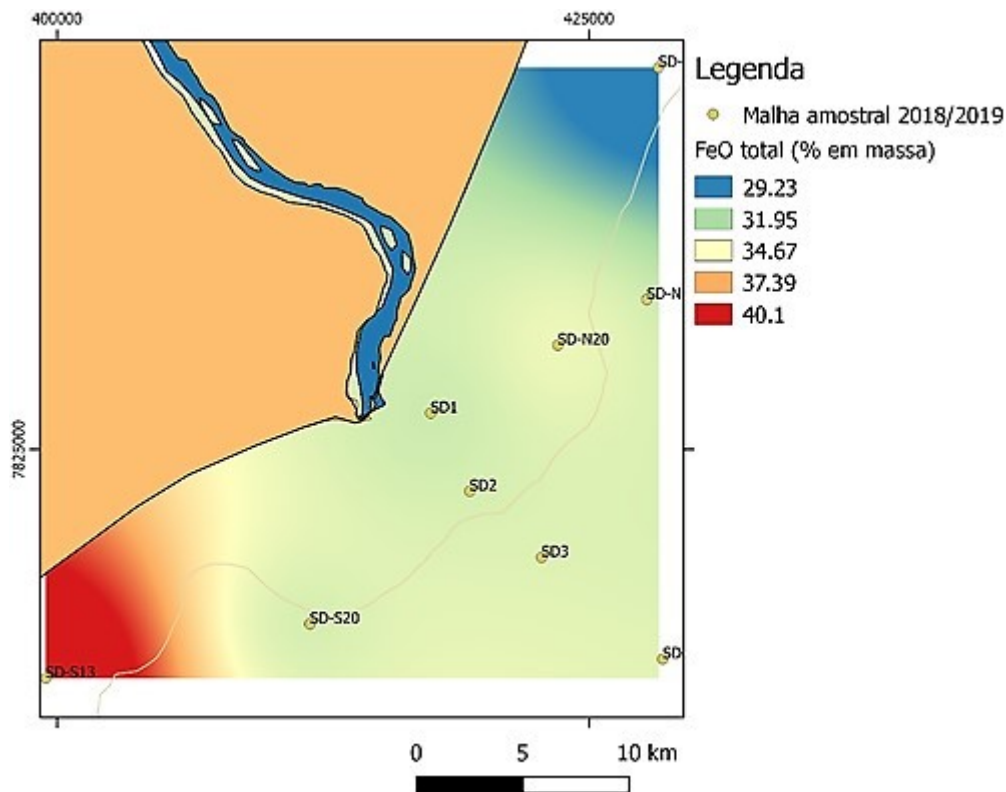 400000
425000
SD-
Legenda
Malha amostral 2018/2019
FeO total (% em massa)
29.23
31.95
34.67
37.39
40.1
SD-N
SD-N20
SD1
7825000
SD2
SD3
SD-S20
SD-
SD-S13
0 5 10 km